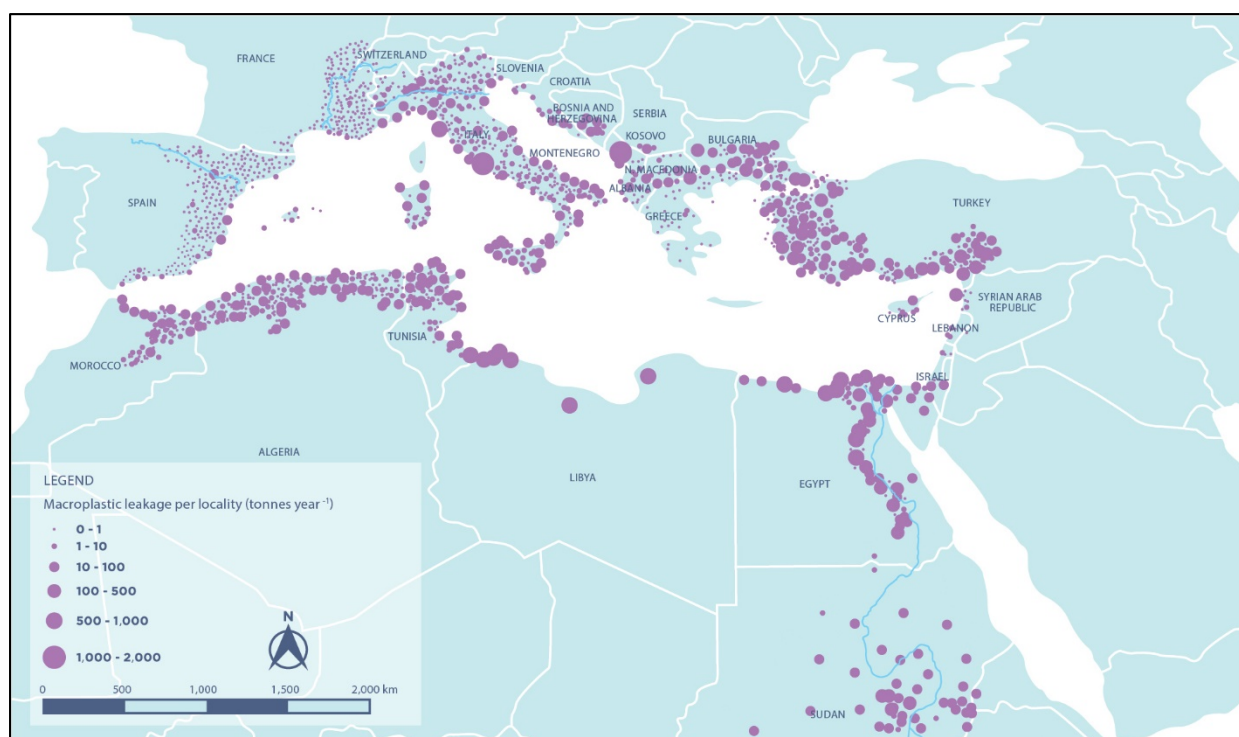 FRANCE
SWITZERLAND
SLOVENIA
CROATIA
BOSNIA AND
HERZEGOVINA
SERBIA
ITALY
KOSOVO
BULGARIA
MONTENEGRO
N. MACEDONIA
ALBANIA
SPAIN
GREECE
TURKEY
SYRIAN ARAB
REPUBLIC
CYPRUS
LEBANON
TUNISIA
MOROCCO
ISRAEL
ALGERIA
LIBYA
EGYPT
SUDAN
LEGEND
Macroplastic leakage per locality (tonnes year ⁻¹)
0 - 1
1 - 10
10 - 100
100 - 500
500 - 1,000
1,000 - 2,000
N
0 500 1,000 1,500 2,000 km